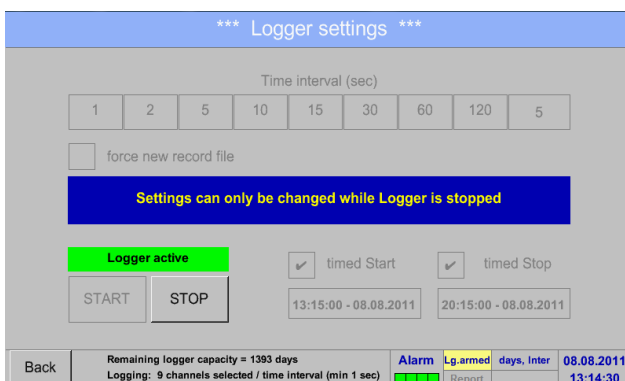 *** Logger settings ***
Time interval (sec)
1 2 5 10 15 30 60 120 5
force new record file
Settings can only be changed while Logger is stopped
Logger active
✔ timed Start ✔ timed Stop
START STOP 13:15:00 - 08.08.2011 20:15:00 - 08.08.2011
Back
Remaining logger capacity = 1393 days
Logging: 9 channels selected / time interval (min 1 sec)
Alarm Lg.armed days, Inter 08.08.2011
Report 13:14:30